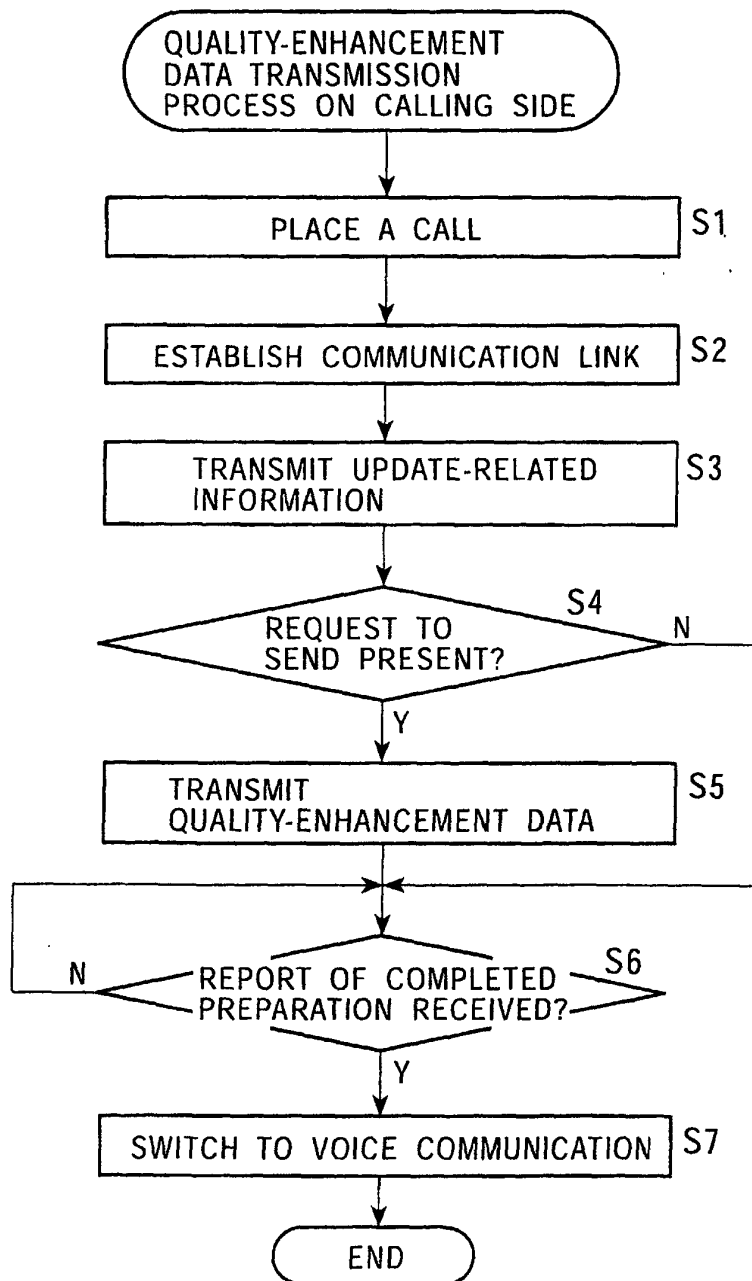 QUALITY-ENHANCEMENT
DATA TRANSMISSION
PROCESS ON CALLING SIDE
PLACE A CALL
S1
ESTABLISH COMMUNICATION LINK
S2
TRANSMIT UPDATE-RELATED
INFORMATION
S3
S4
REQUEST TO
SEND PRESENT?
N
Y
TRANSMIT
QUALITY-ENHANCEMENT DATA
S5
S6
N
REPORT OF COMPLETED
PREPARATION RECEIVED?
Y
SWITCH TO VOICE COMMUNICATION
S7
END